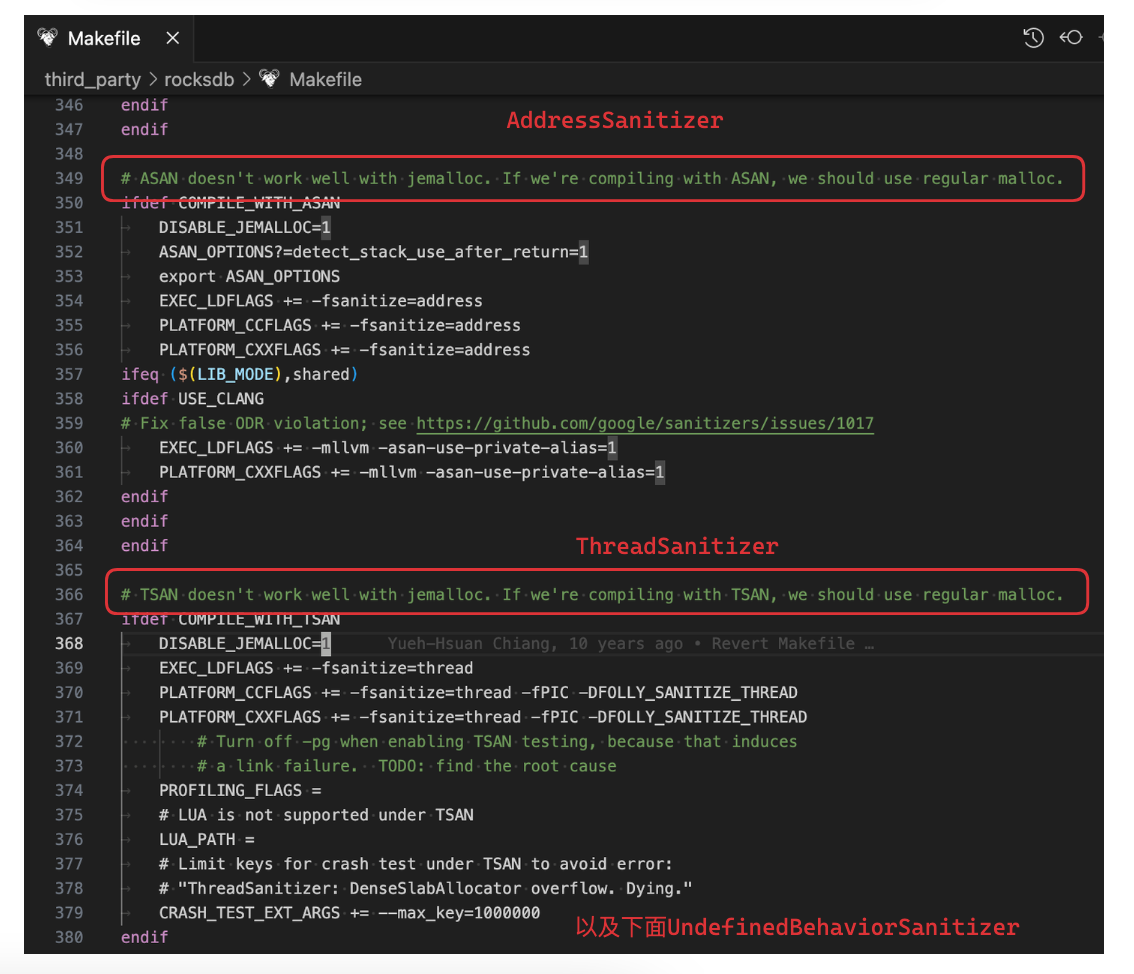 Makefile
third_party > rocksdb > Makefile
346 endif
347 endif
AddressSanitizer
348
349 # ASAN doesn't work well with jemalloc. If we're compiling with ASAN, we should use regular malloc.
350 ifdef COMPILE_WITH_ASAN
351 DISABLE_JEMALLOC=1
352 ASAN_OPTIONS?=detect_stack_use_after_return=1
353 export ASAN_OPTIONS
354 EXEC_LDFLAGS += -fsanitize=address
355 PLATFORM_CCFLAGS += -fsanitize=address
356 PLATFORM_CXXFLAGS += -fsanitize=address
357 ifeq ($(LIB_MODE),shared)
358 ifdef USE_CLANG
359 # Fix false ODR violation; see https://github.com/google/sanitizers/issues/1017
360 EXEC_LDFLAGS += -mllvm -asan-use-private-alias=1
361 PLATFORM_CXXFLAGS += -mllvm -asan-use-private-alias=1
362 endif
363 endif
364 endif
ThreadSanitizer
365
366 # TSAN doesn't work well with jemalloc. If we're compiling with TSAN, we should use regular malloc.
367 ifdef COMPILE_WITH_TSAN
368 DISABLE_JEMALLOC=1 Yueh-Hsuan Chiang, 10 years ago • Revert Makefile …
369 EXEC_LDFLAGS += -fsanitize=thread
370 PLATFORM_CCFLAGS += -fsanitize=thread -fPIC -DFOLLY_SANITIZE_THREAD
371 PLATFORM_CXXFLAGS += -fsanitize=thread -fPIC -DFOLLY_SANITIZE_THREAD
372 # Turn off -pg when enabling TSAN testing, because that induces
373 # a link failure. TODO: find the root cause
374 PROFILING_FLAGS =
375 # LUA is not supported under TSAN
376 LUA_PATH =
377 # Limit keys for crash test under TSAN to avoid error:
378 # "ThreadSanitizer: DenseSlabAllocator overflow. Dying."
379 CRASH_TEST_EXT_ARGS += --max_key=1000000
以及下面UndefinedBehaviorSanitizer
380 endif